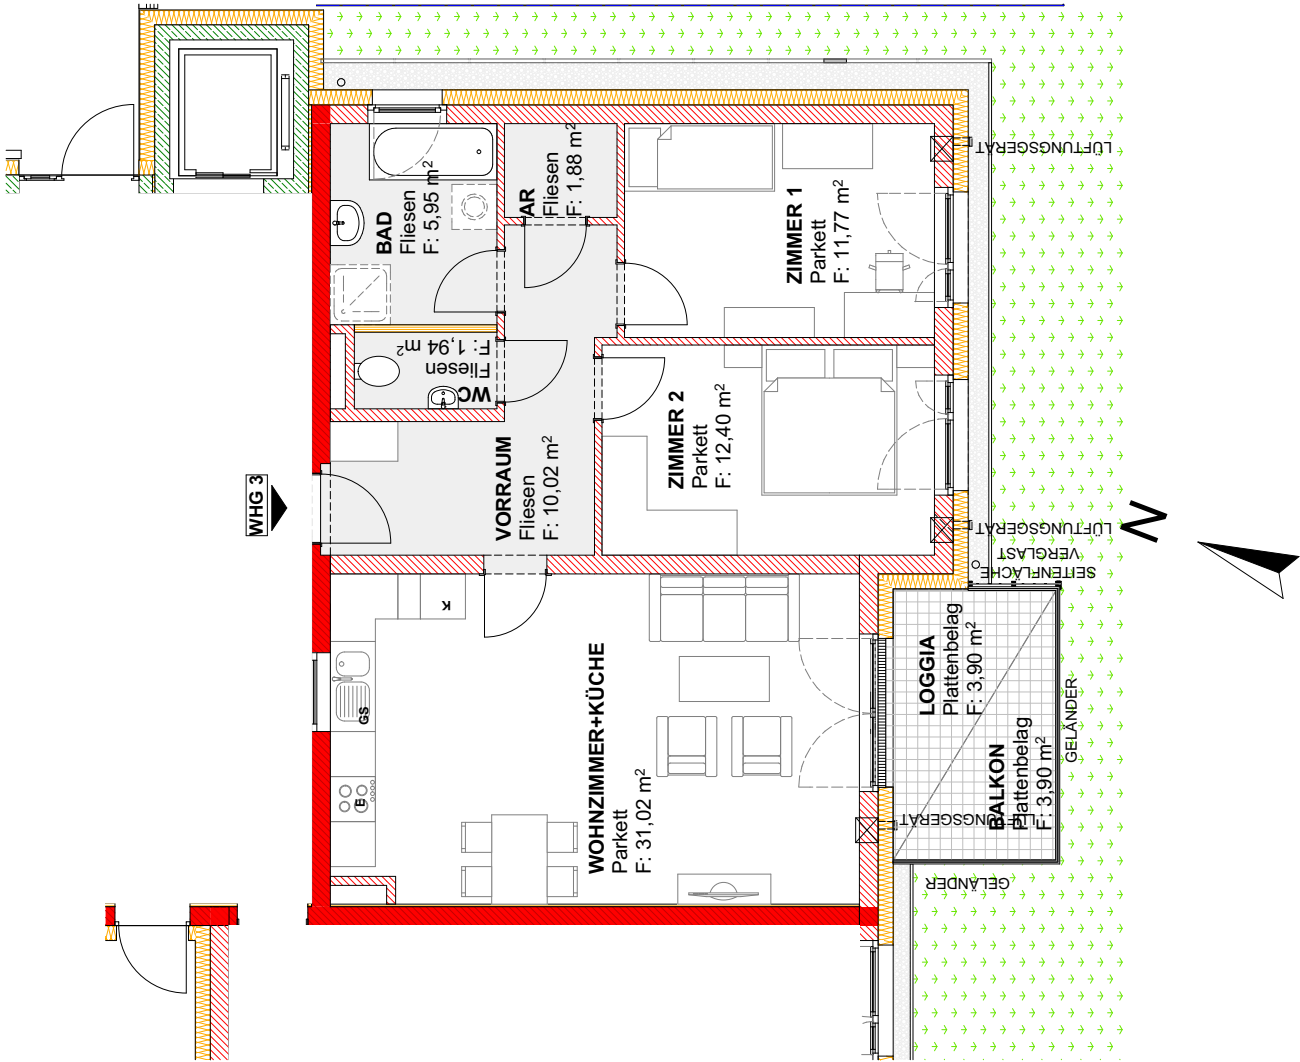 WHG 3
BAD
Fliesen
F: 5,95 m²
AR
Fliesen
F: 1,88 m²
ZIMMER 1
Parkett
F: 11,77 m²
LÜFTUNGSGERÄT
WC
Fliesen
F: 1,94 m²
VORRAUM
Fliesen
F: 10,02 m²
ZIMMER 2
Parkett
F: 12,40 m²
LÜFTUNGSGERÄT
SEITENFLÄCHE
VERGLAST
N
K
GS
E
WOHNZIMMER+KÜCHE
Parkett
F: 31,02 m²
LOGGIA
Plattenbelag
F: 3,90 m²
BALKON
Plattenbelag
F: 3,90 m²
GELÄNDER
LÜFTUNGSGERÄT
GELÄNDER